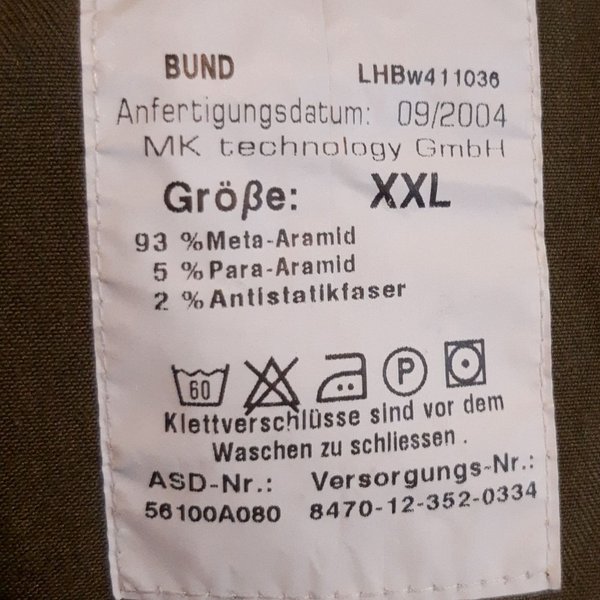 BUND LHBw411036
Anfertigungsdatum: 09/2004
MK technology GmbH
Größe: XXL
93 %Meta-Aramid
5 %Para-Aramid
2 %Antistatikfaser
60 P
Klettverschlüsse sind vor dem
Waschen zu schliessen.
ASD-Nr.: Versorgungs-Nr.:
56100A080 8470-12-352-0334